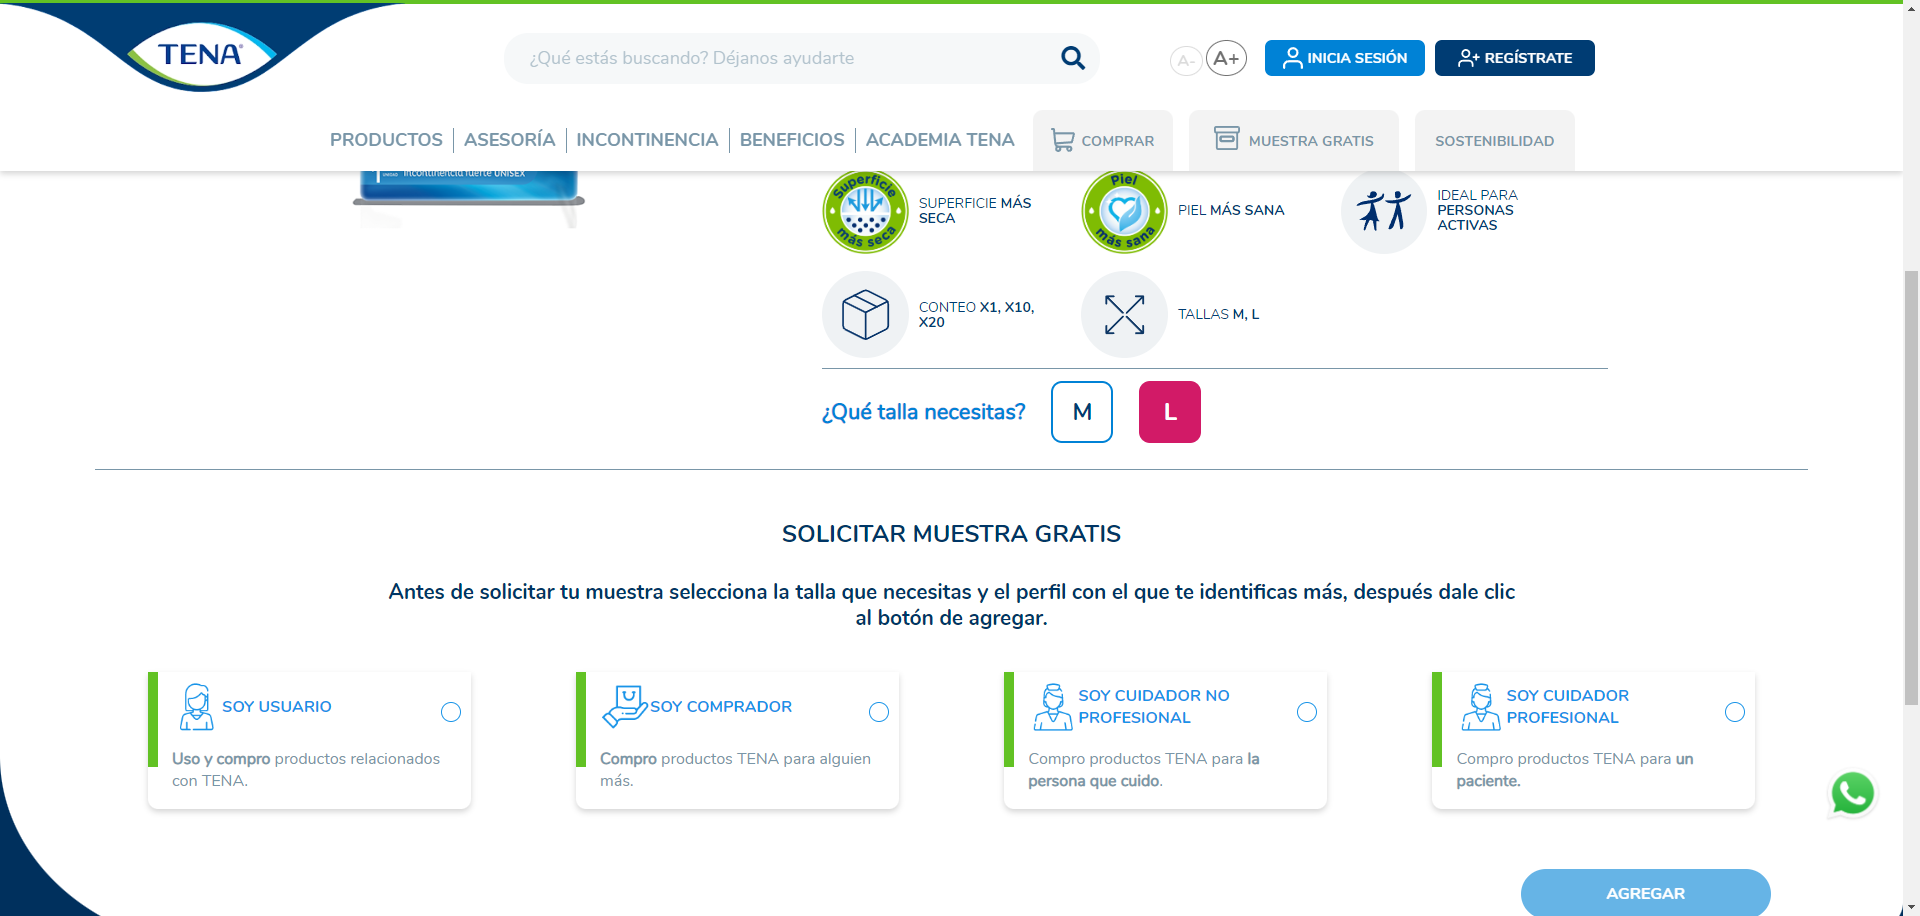 TENA
¿Qué estás buscando? Déjanos ayudarte
A-
A+
INICIA SESIÓN
REGÍSTRATE
PRODUCTOS
ASESORÍA
INCONTINENCIA
BENEFICIOS
ACADEMIA TENA
COMPRAR
MUESTRA GRATIS
SOSTENIBILIDAD
Incontinencia fuerte UNISEX
Superficie
más seca
SUPERFICIE MÁS
SECA
Piel
más sana
PIEL MÁS SANA
IDEAL PARA
PERSONAS
ACTIVAS
CONTEO X1, X10,
X20
TALLAS M, L
¿Qué talla necesitas?
M
L
SOLICITAR MUESTRA GRATIS
Antes de solicitar tu muestra selecciona la talla que necesitas y el perfil con el que te identificas más, después dale clic
al botón de agregar.
SOY USUARIO
Uso y compro productos relacionados
con TENA.
SOY COMPRADOR
Compro productos TENA para alguien
más.
SOY CUIDADOR NO
PROFESIONAL
Compro productos TENA para la
persona que cuido.
SOY CUIDADOR
PROFESIONAL
Compro productos TENA para un
paciente.
AGREGAR